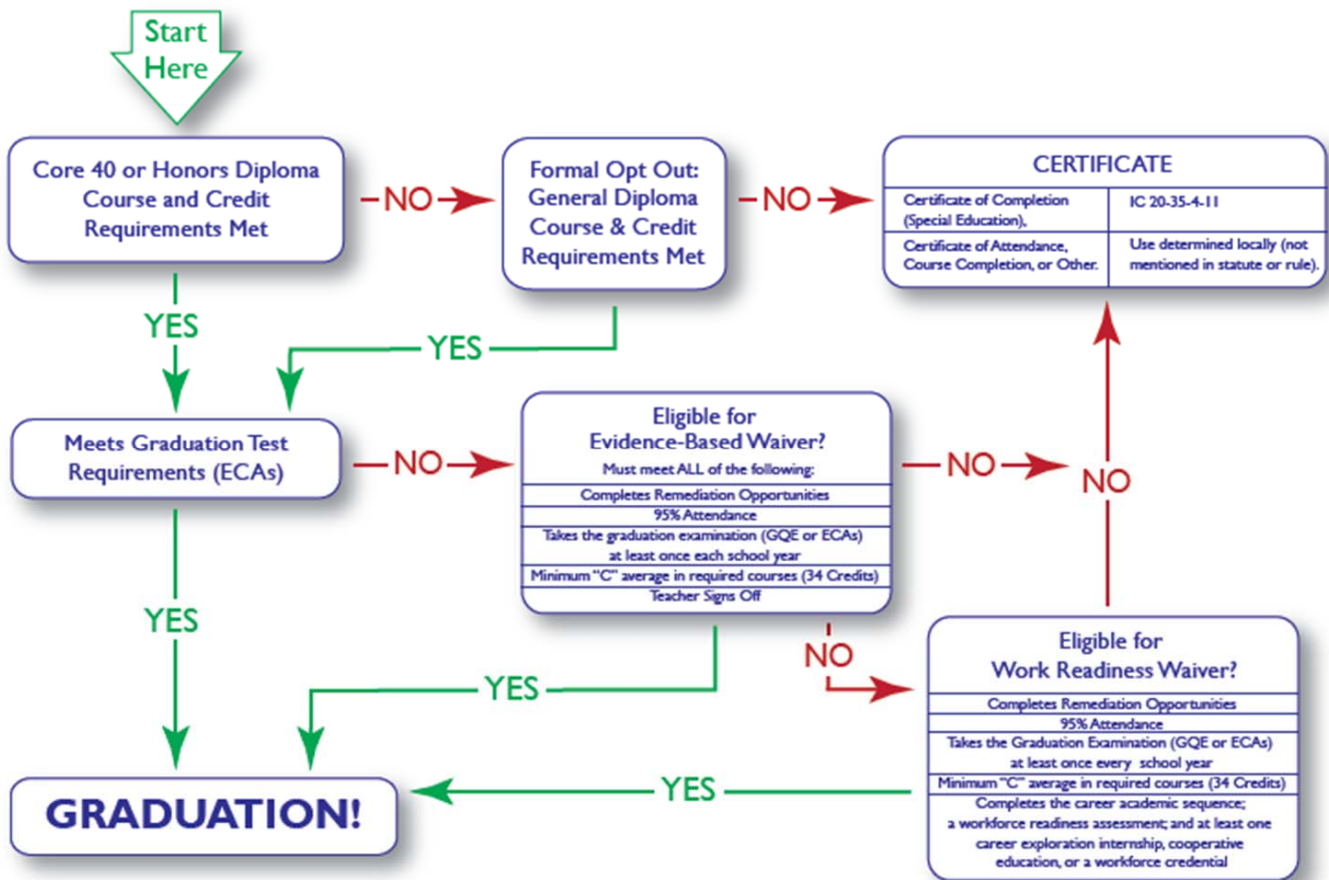 Start
Here
Core 40 or Honors Diploma
Course and Credit
Requirements Met
NO
Formal Opt Out:
General Diploma
Course & Credit
Requirements Met
NO
CERTIFICATE
Certificate of Completion
(Special Education),
IC 20-35-4-11
Certificate of Attendance,
Course Completion, or Other.
Use determined locally (not
mentioned in statute or rule).
YES
YES
Meets Graduation Test
Requirements (ECAs)
NO
Eligible for
Evidence-Based Waiver?
Must meet ALL of the following:
Completes Remediation Opportunities
95% Attendance
Takes the graduation examination (GQE or ECAs)
at least once each school year
Minimum "C" average in required courses (34 Credits)
Teacher Signs Off
NO
NO
YES
YES
NO
Eligible for
Work Readiness Waiver?
Completes Remediation Opportunities
95% Attendance
Takes the Graduation Examination (GQE or ECAs)
at least once every school year
Minimum "C" average in required courses (34 Credits)
Completes the career academic sequence;
a workforce readiness assessment; and at least one
career exploration internship, cooperative
education, or a workforce credential
YES
GRADUATION!